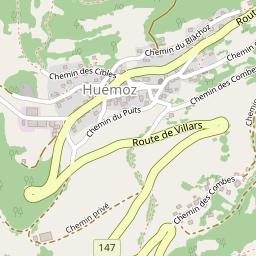 Route
Chemin du Blachoz
Chemin des Cibles
Huémoz
Chemin des Combes
Chemin du Puits
Route de Villars
Chemin des Combes
Chemin privé
147